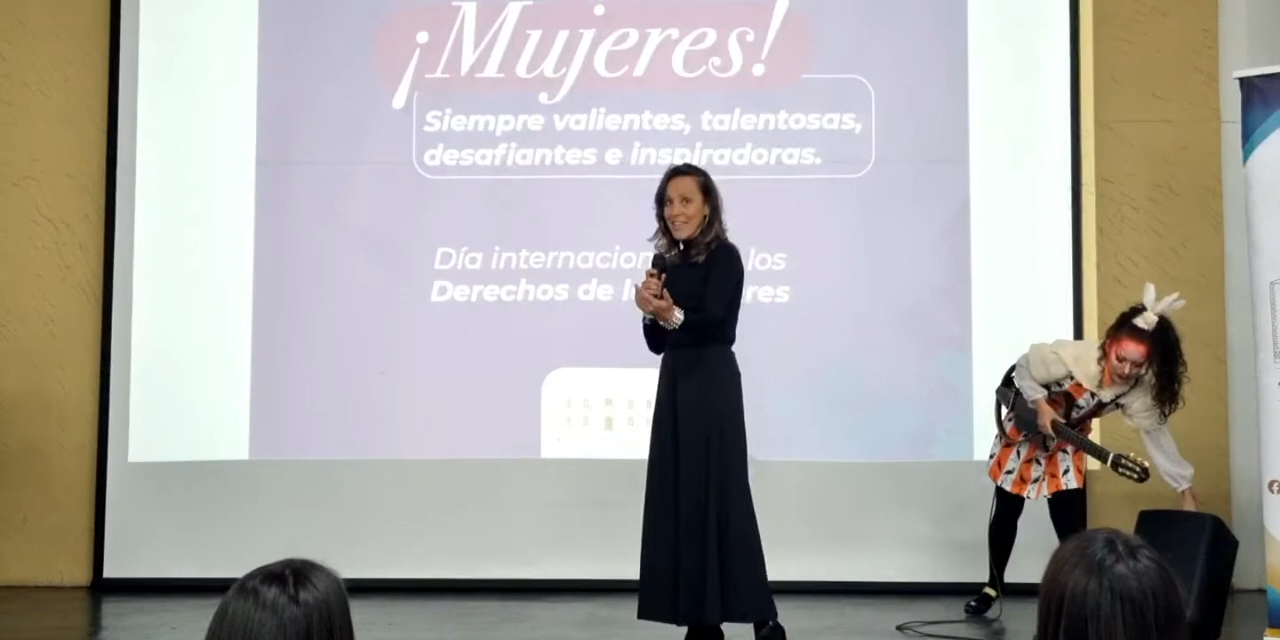 ¡Mujeres!
Siempre valientes, talentosas,
desafiantes e inspiradoras.
Día internacion los
Derechos de l res